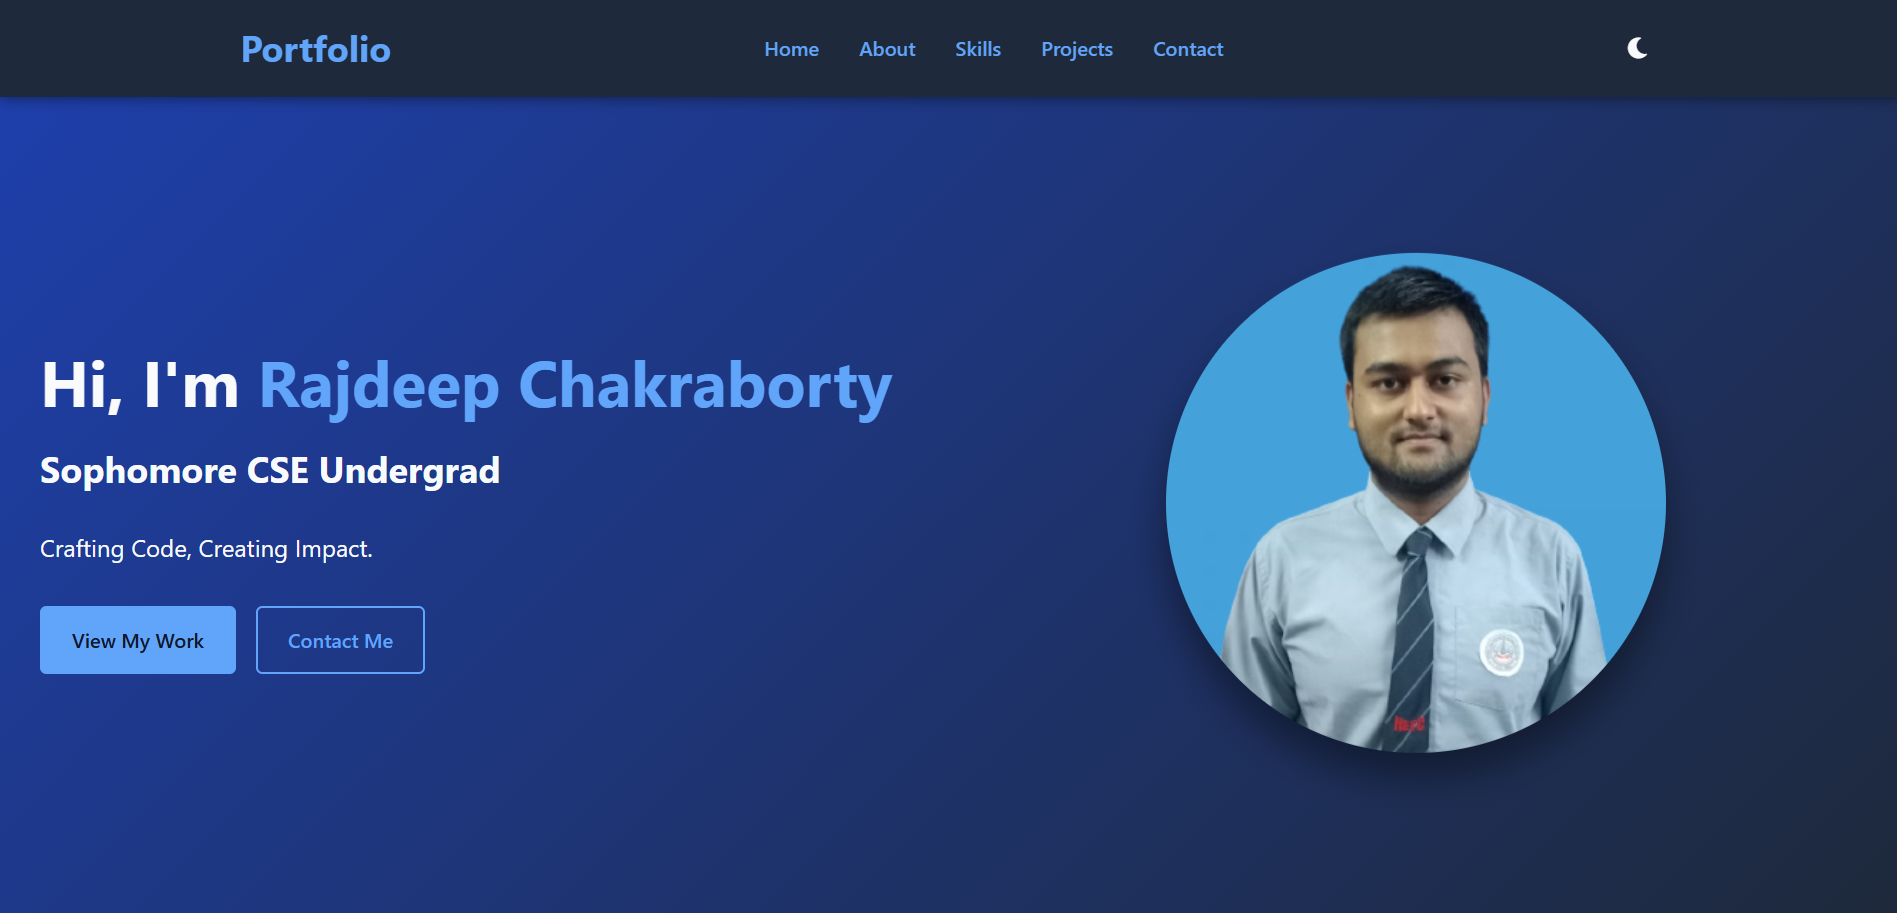 Portfolio
Home About Skills Projects Contact
Hi, I'm Rajdeep Chakraborty
Sophomore CSE Undergrad
Crafting Code, Creating Impact.
View My Work Contact Me